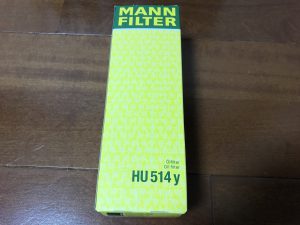 MANN
FILTER
Ölfilter
Oil filter
HU 514 y